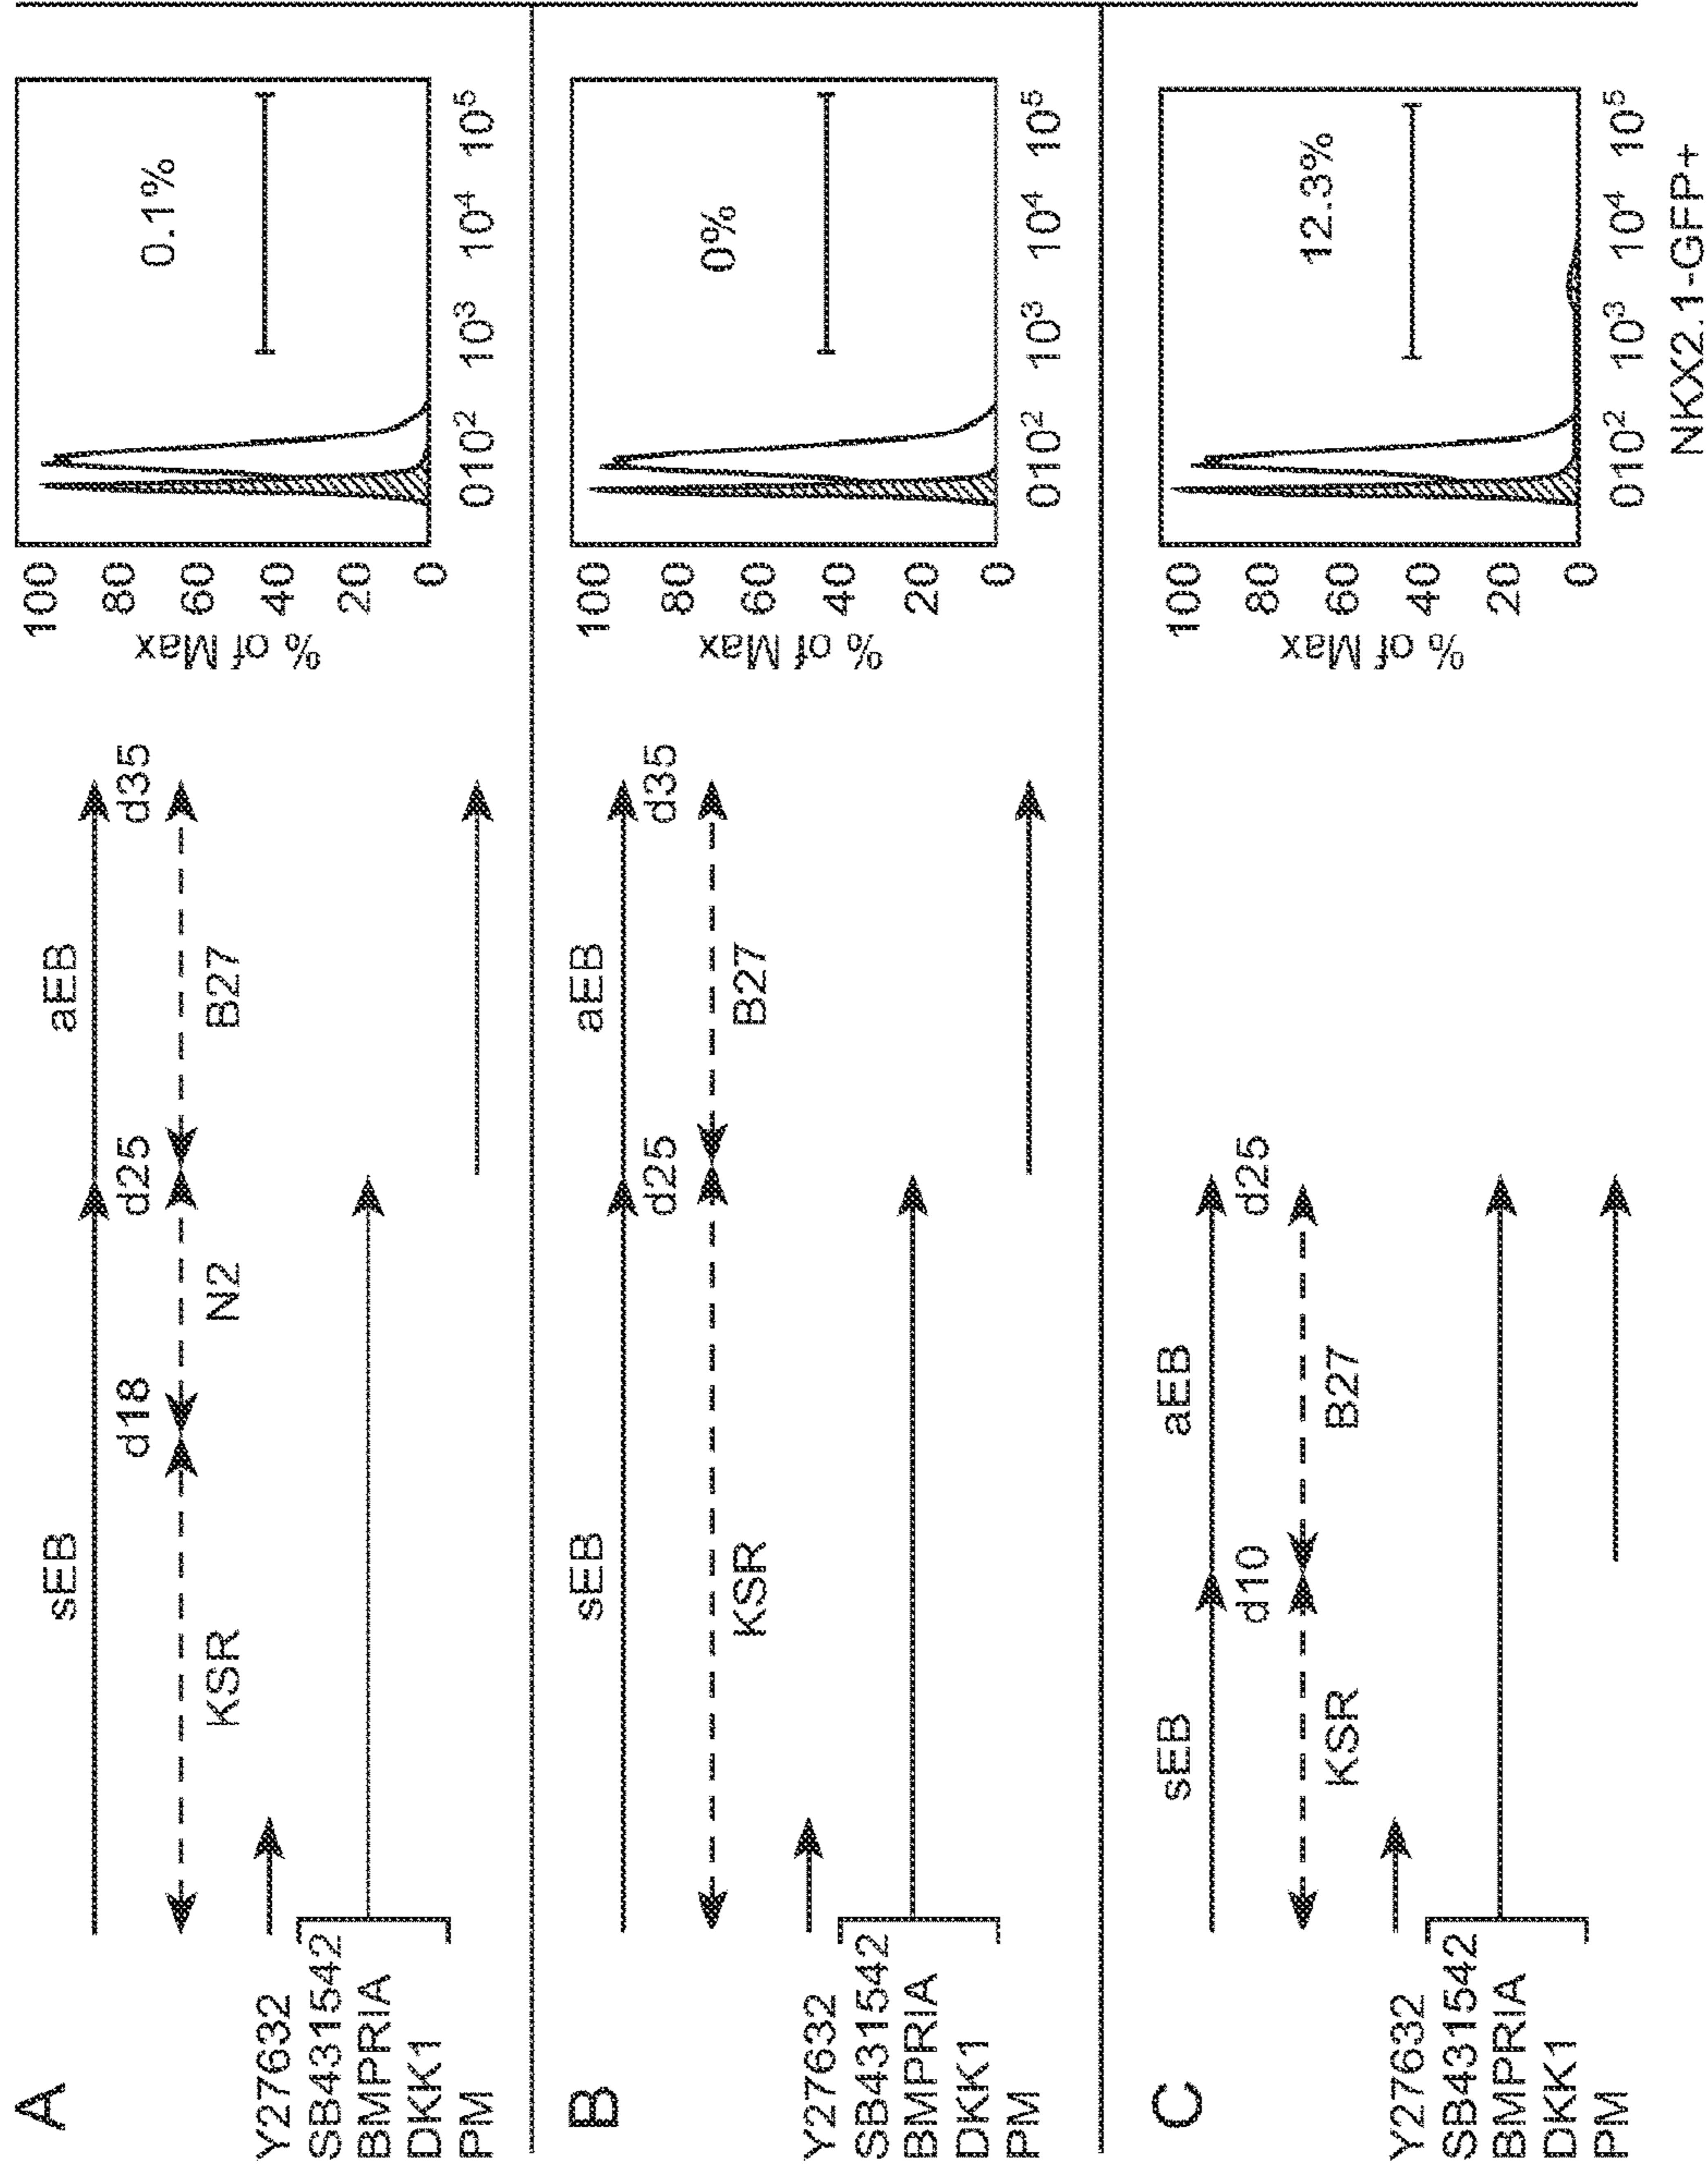 A
sEB aEB
d18 d25 d35
KSR N2 B27
Y27632
SB431542
BMPRIA
DKK1
PM
% of Max
100
80
60
40
20
0
0.1%
0 10² 10³ 10⁴ 10⁵
B
sEB aEB
d25 d35
KSR B27
Y27632
SB431542
BMPRIA
DKK1
PM
% of Max
100
80
60
40
20
0
0%
0 10² 10³ 10⁴ 10⁵
C
sEB aEB
d10 d25
KSR B27
Y27632
SB431542
BMPRIA
DKK1
PM
% of Max
100
80
60
40
20
0
12.3%
0 10² 10³ 10⁴ 10⁵
NKX2.1-GFP+